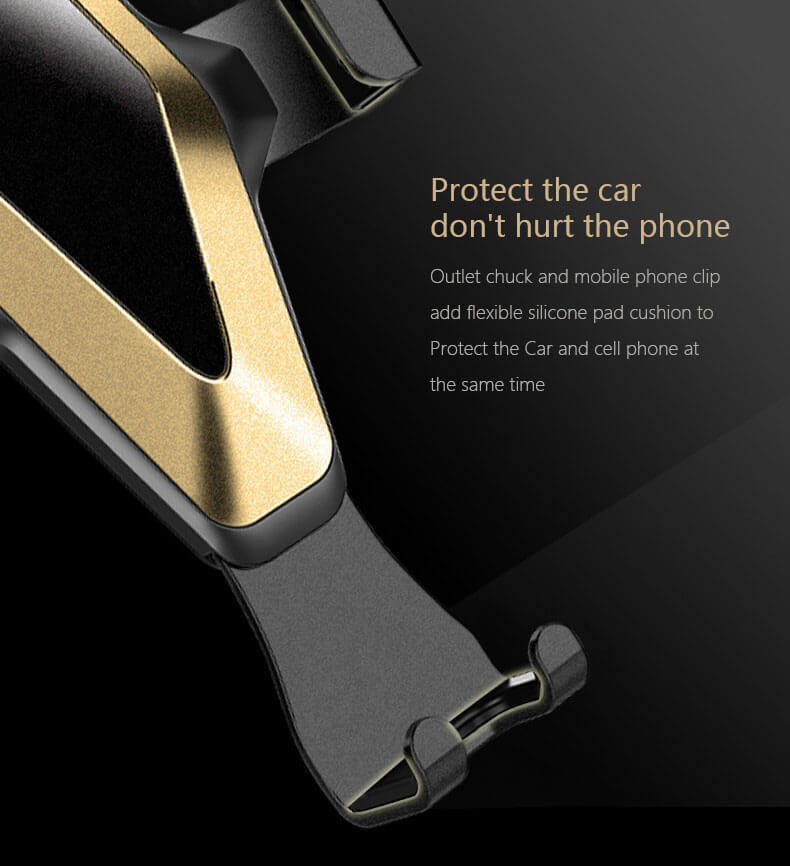 Protect the car
don't hurt the phone
Outlet chuck and mobile phone clip
add flexible silicone pad cushion to
Protect the Car and cell phone at
the same time